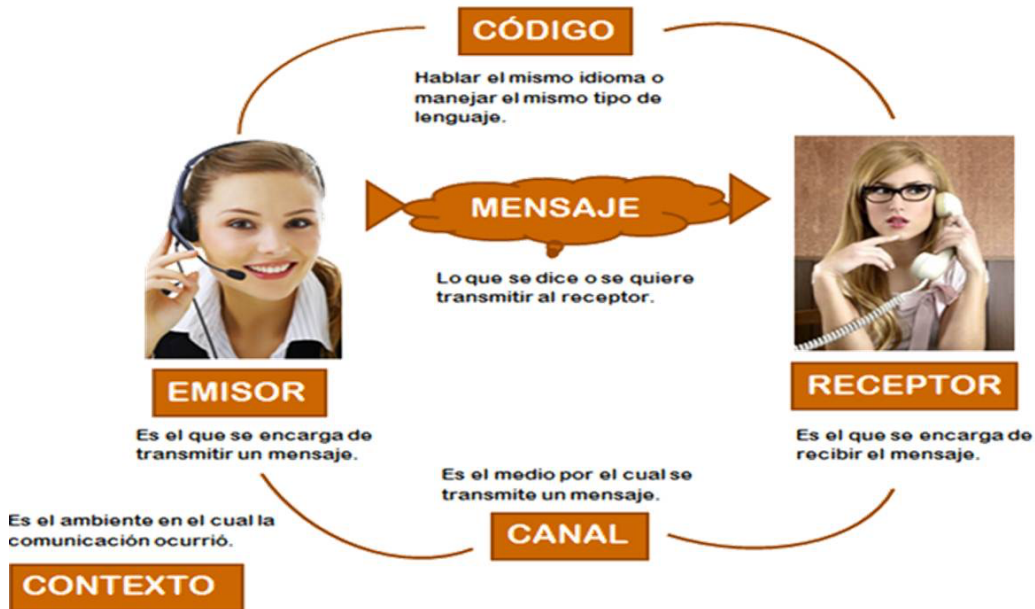 CÓDIGO
Hablar el mismo idioma o
manejar el mismo tipo de
lenguaje.
MENSAJE
Lo que se dice o se quiere
transmitir al receptor.
EMISOR
Es el que se encarga de
transmitir un mensaje.
RECEPTOR
Es el que se encarga de
recibir el mensaje.
Es el medio por el cual se
transmite un mensaje.
CANAL
Es el ambiente en el cual la
comunicación ocurrió.
CONTEXTO